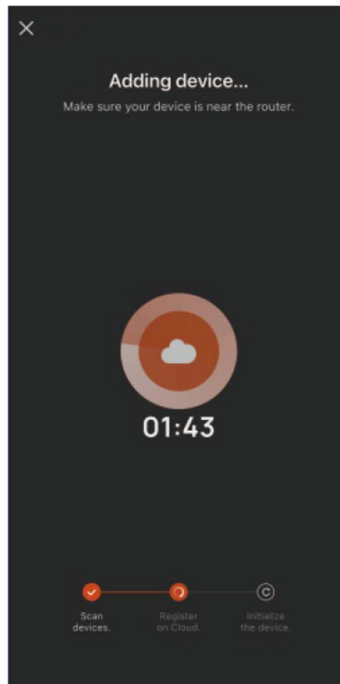 Adding device...
Make sure your device is near the router.
01:43
Scan
devices.
Register
on Cloud.
Initialize
the device.